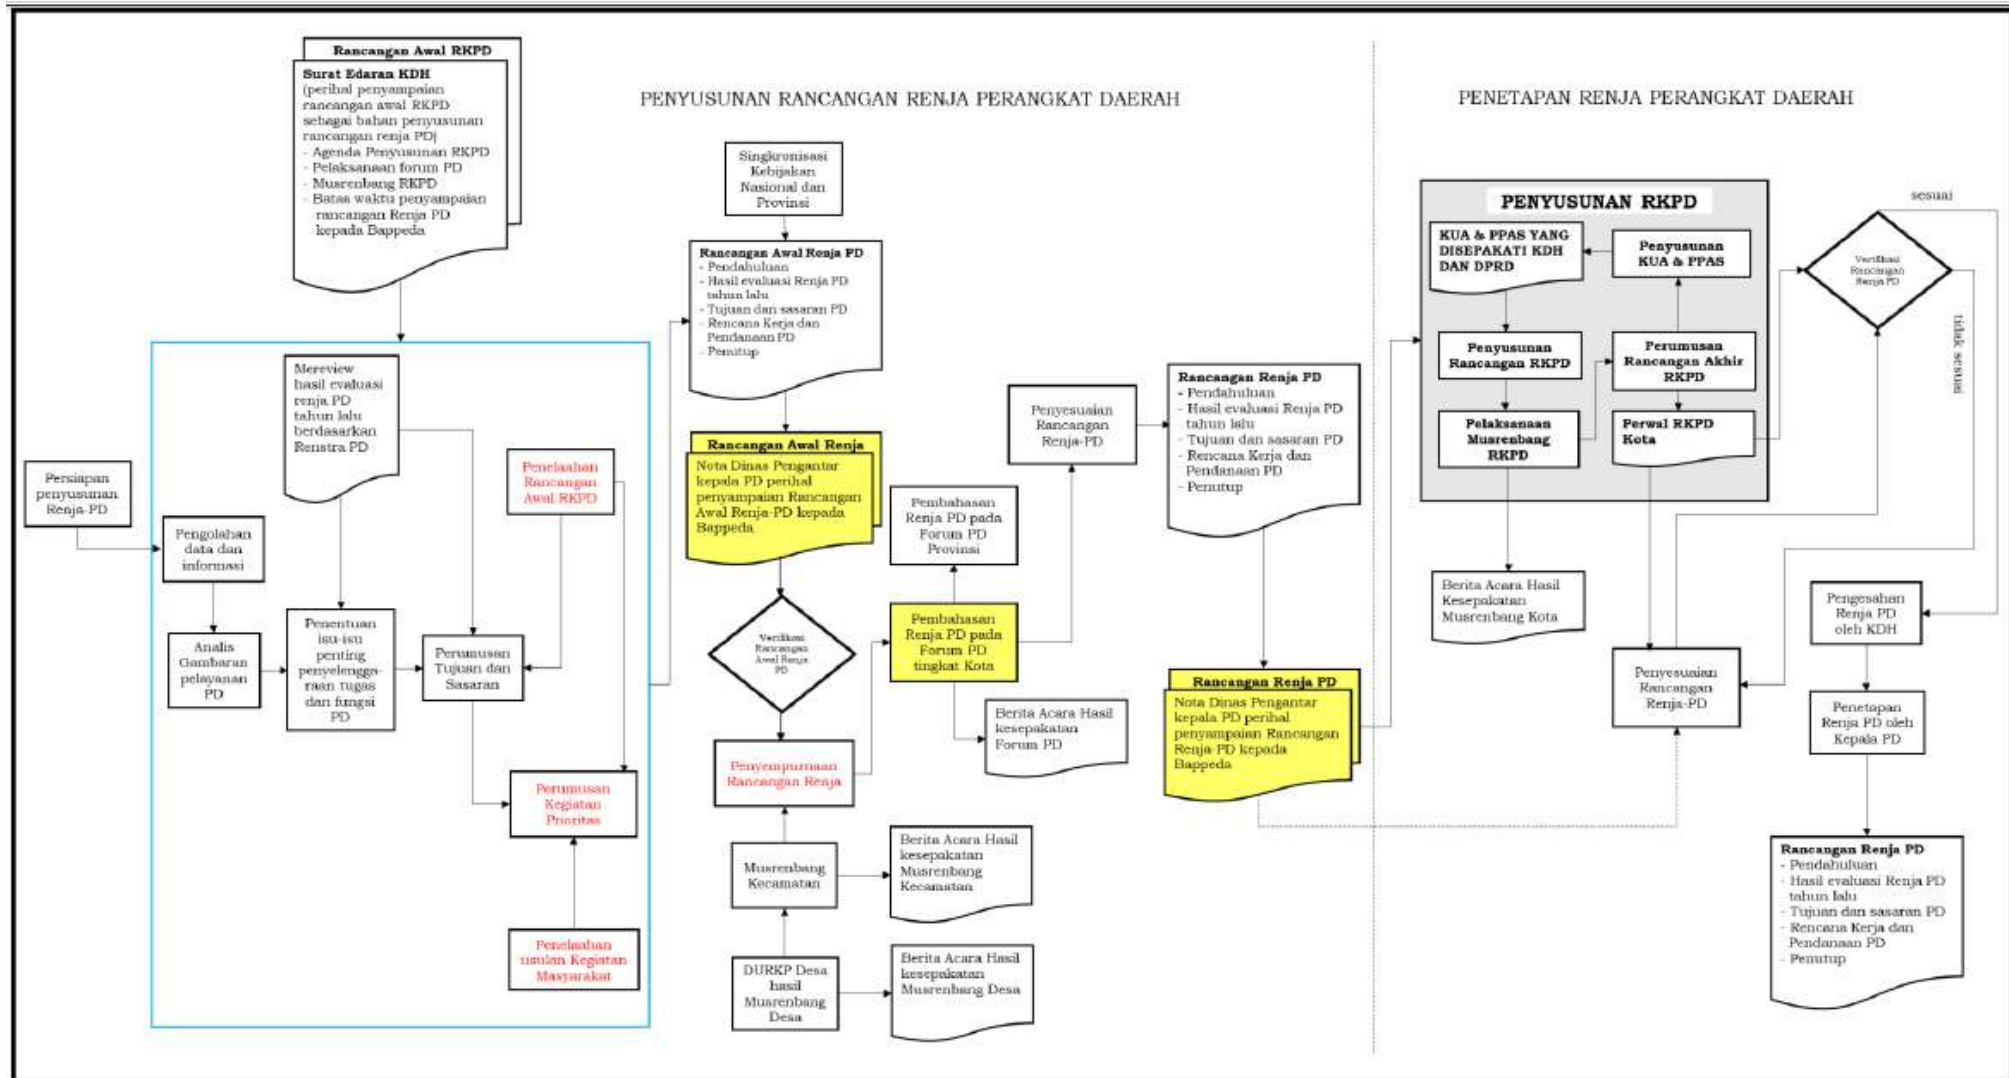 Rancangan Awal RKPD
Surat Edaran KDH
(perihal penyampaian
rancangan awal RKPD
sebagai bahan penyusunan
rancangan renja PD)
- Agenda Penyusunan RKPD
- Pelaksanaan forum PD
- Musrenbang RKPD
- Batas waktu penyampaian
rancangan Renja PD
kepada Bappeda
PENYUSUNAN RANCANGAN RENJA PERANGKAT DAERAH
PENETAPAN RENJA PERANGKAT DAERAH
Persiapan
penyusunan
Renja-PD
Pengolahan
data dan
informasi
Analis
Gambaran
pelayanan
PD
Mereview
hasil evaluasi
renja PD
tahun lalu
berdasarkan
Renstra PD
Penentuan
isu-isu
penting
penyelengga-
raan tugas
dan fungsi
PD
Penelaahan
Rancangan
Awal RKPD
Perumusan
Tujuan dan
Sasaran
Perumusan
Kegiatan
Prioritas
Penelaahan
usulan Kegiatan
Masyarakat
Singkronisasi
Kebijakan
Nasional dan
Provinsi
Rancangan Awal Renja PD
- Pendahuluan
- Hasil evaluasi Renja PD
tahun lalu
- Tujuan dan sasaran PD
- Rencana Kerja dan
Pendanaan PD
- Penutup
Rancangan Awal Renja
Nota Dinas Pengantar
kepala PD perihal
penyampaian Rancangan
Awal Renja-PD kepada
Bappeda
Verifikasi
Rancangan
Awal Renja
PD
Penyempurnaan
Rancangan Renja
Musrenbang
Kecamatan
DURKP Desa
hasil
Musrenbang
Desa
Berita Acara Hasil
kesepakatan
Musrenbang
Kecamatan
Berita Acara Hasil
kesepakatan
Musrenbang Desa
Pembahasan
Renja PD pada
Forum PD
Provinsi
Pembahasan
Renja PD pada
Forum PD
tingkat Kota
Berita Acara Hasil
kesepakatan
Forum PD
Penyesuaian
Rancangan
Renja-PD
Rancangan Renja PD
- Pendahuluan
- Hasil evaluasi Renja PD
tahun lalu
- Tujuan dan sasaran PD
- Rencana Kerja dan
Pendanaan PD
- Penutup
Rancangan Renja PD
Nota Dinas Pengantar
kepala PD perihal
penyampaian Rancangan
Renja-PD kepada
Bappeda
PENYUSUNAN RKPD
KUA & PPAS YANG
DISEPAKATI KDH
DAN DPRD
Penyusunan
KUA & PPAS
Penyusunan
Rancangan RKPD
Perumusan
Rancangan Akhir
RKPD
Pelaksanaan
Musrenbang
RKPD
Perwal RKPD
Kota
Berita Acara Hasil
Kesepakatan
Musrenbang Kota
Penyesuaian
Rancangan
Renja-PD
Verifikasi
Rancangan
Renja PD
sesuai
tidak sesuai
Pengesahan
Renja PD
oleh KDH
Penetapan
Renja PD oleh
Kepala PD
Rancangan Renja PD
- Pendahuluan
- Hasil evaluasi Renja PD
tahun lalu
- Tujuan dan sasaran PD
- Rencana Kerja dan
Pendanaan PD
- Penutup